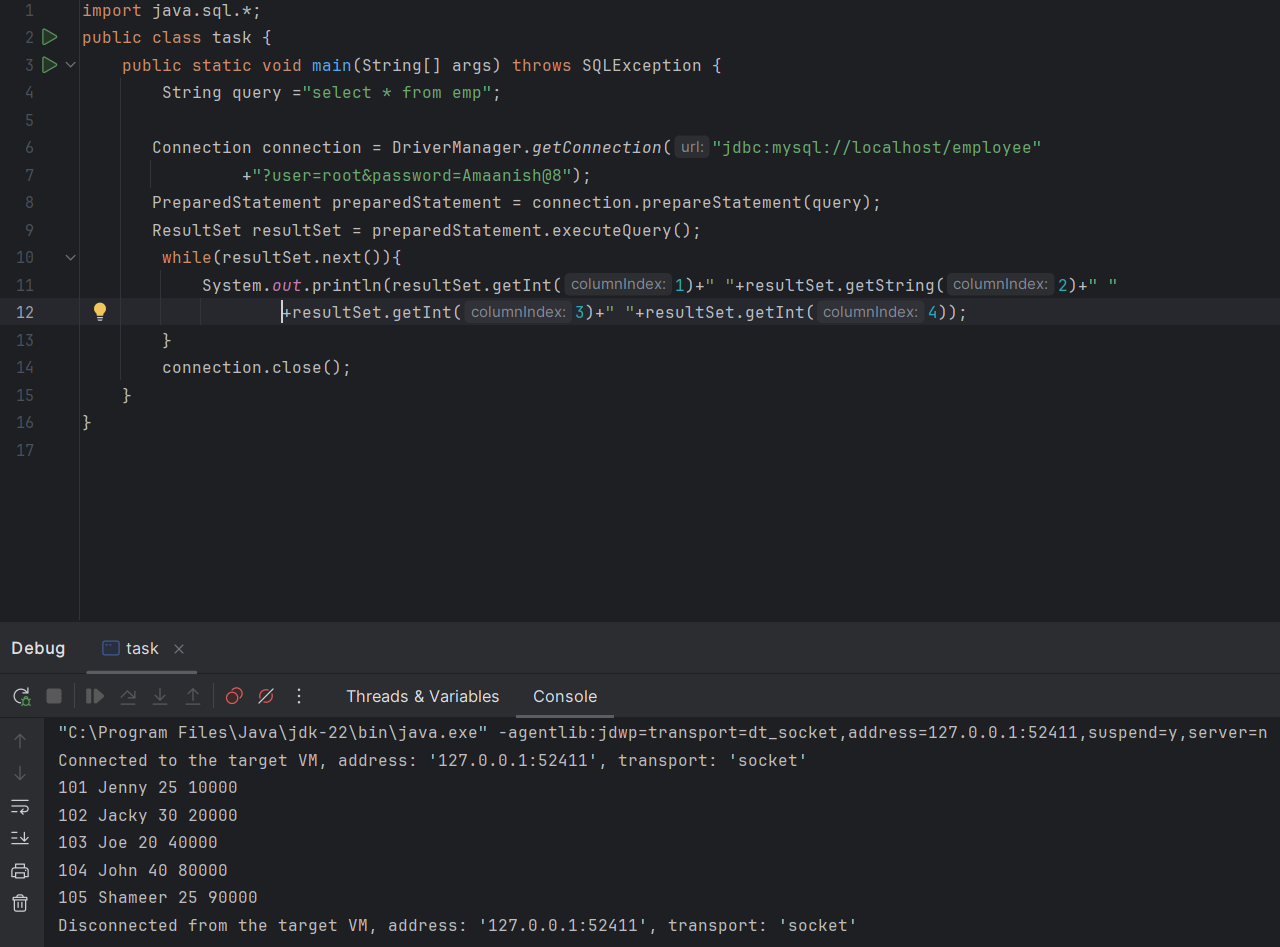 1 import java.sql.*;
2 public class task {
3 public static void main(String[] args) throws SQLException {
4 String query ="select * from emp";
5
6 Connection connection = DriverManager.getConnection( url: "jdbc:mysql://localhost/employee"
7 +"?user=root&password=Amaanish@8");
8 PreparedStatement preparedStatement = connection.prepareStatement(query);
9 ResultSet resultSet = preparedStatement.executeQuery();
10 while(resultSet.next()){
11 System.out.println(resultSet.getInt( columnIndex: 1)+" "+resultSet.getString( columnIndex: 2)+" "
12 +resultSet.getInt( columnIndex: 3)+" "+resultSet.getInt( columnIndex: 4));
13 }
14 connection.close();
15 }
16 }
17
Debug task
Threads & Variables Console
"C:\Program Files\Java\jdk-22\bin\java.exe" -agentlib:jdwp=transport=dt_socket,address=127.0.0.1:52411,suspend=y,server=n
Connected to the target VM, address: '127.0.0.1:52411', transport: 'socket'
101 Jenny 25 10000
102 Jacky 30 20000
103 Joe 20 40000
104 John 40 80000
105 Shameer 25 90000
Disconnected from the target VM, address: '127.0.0.1:52411', transport: 'socket'